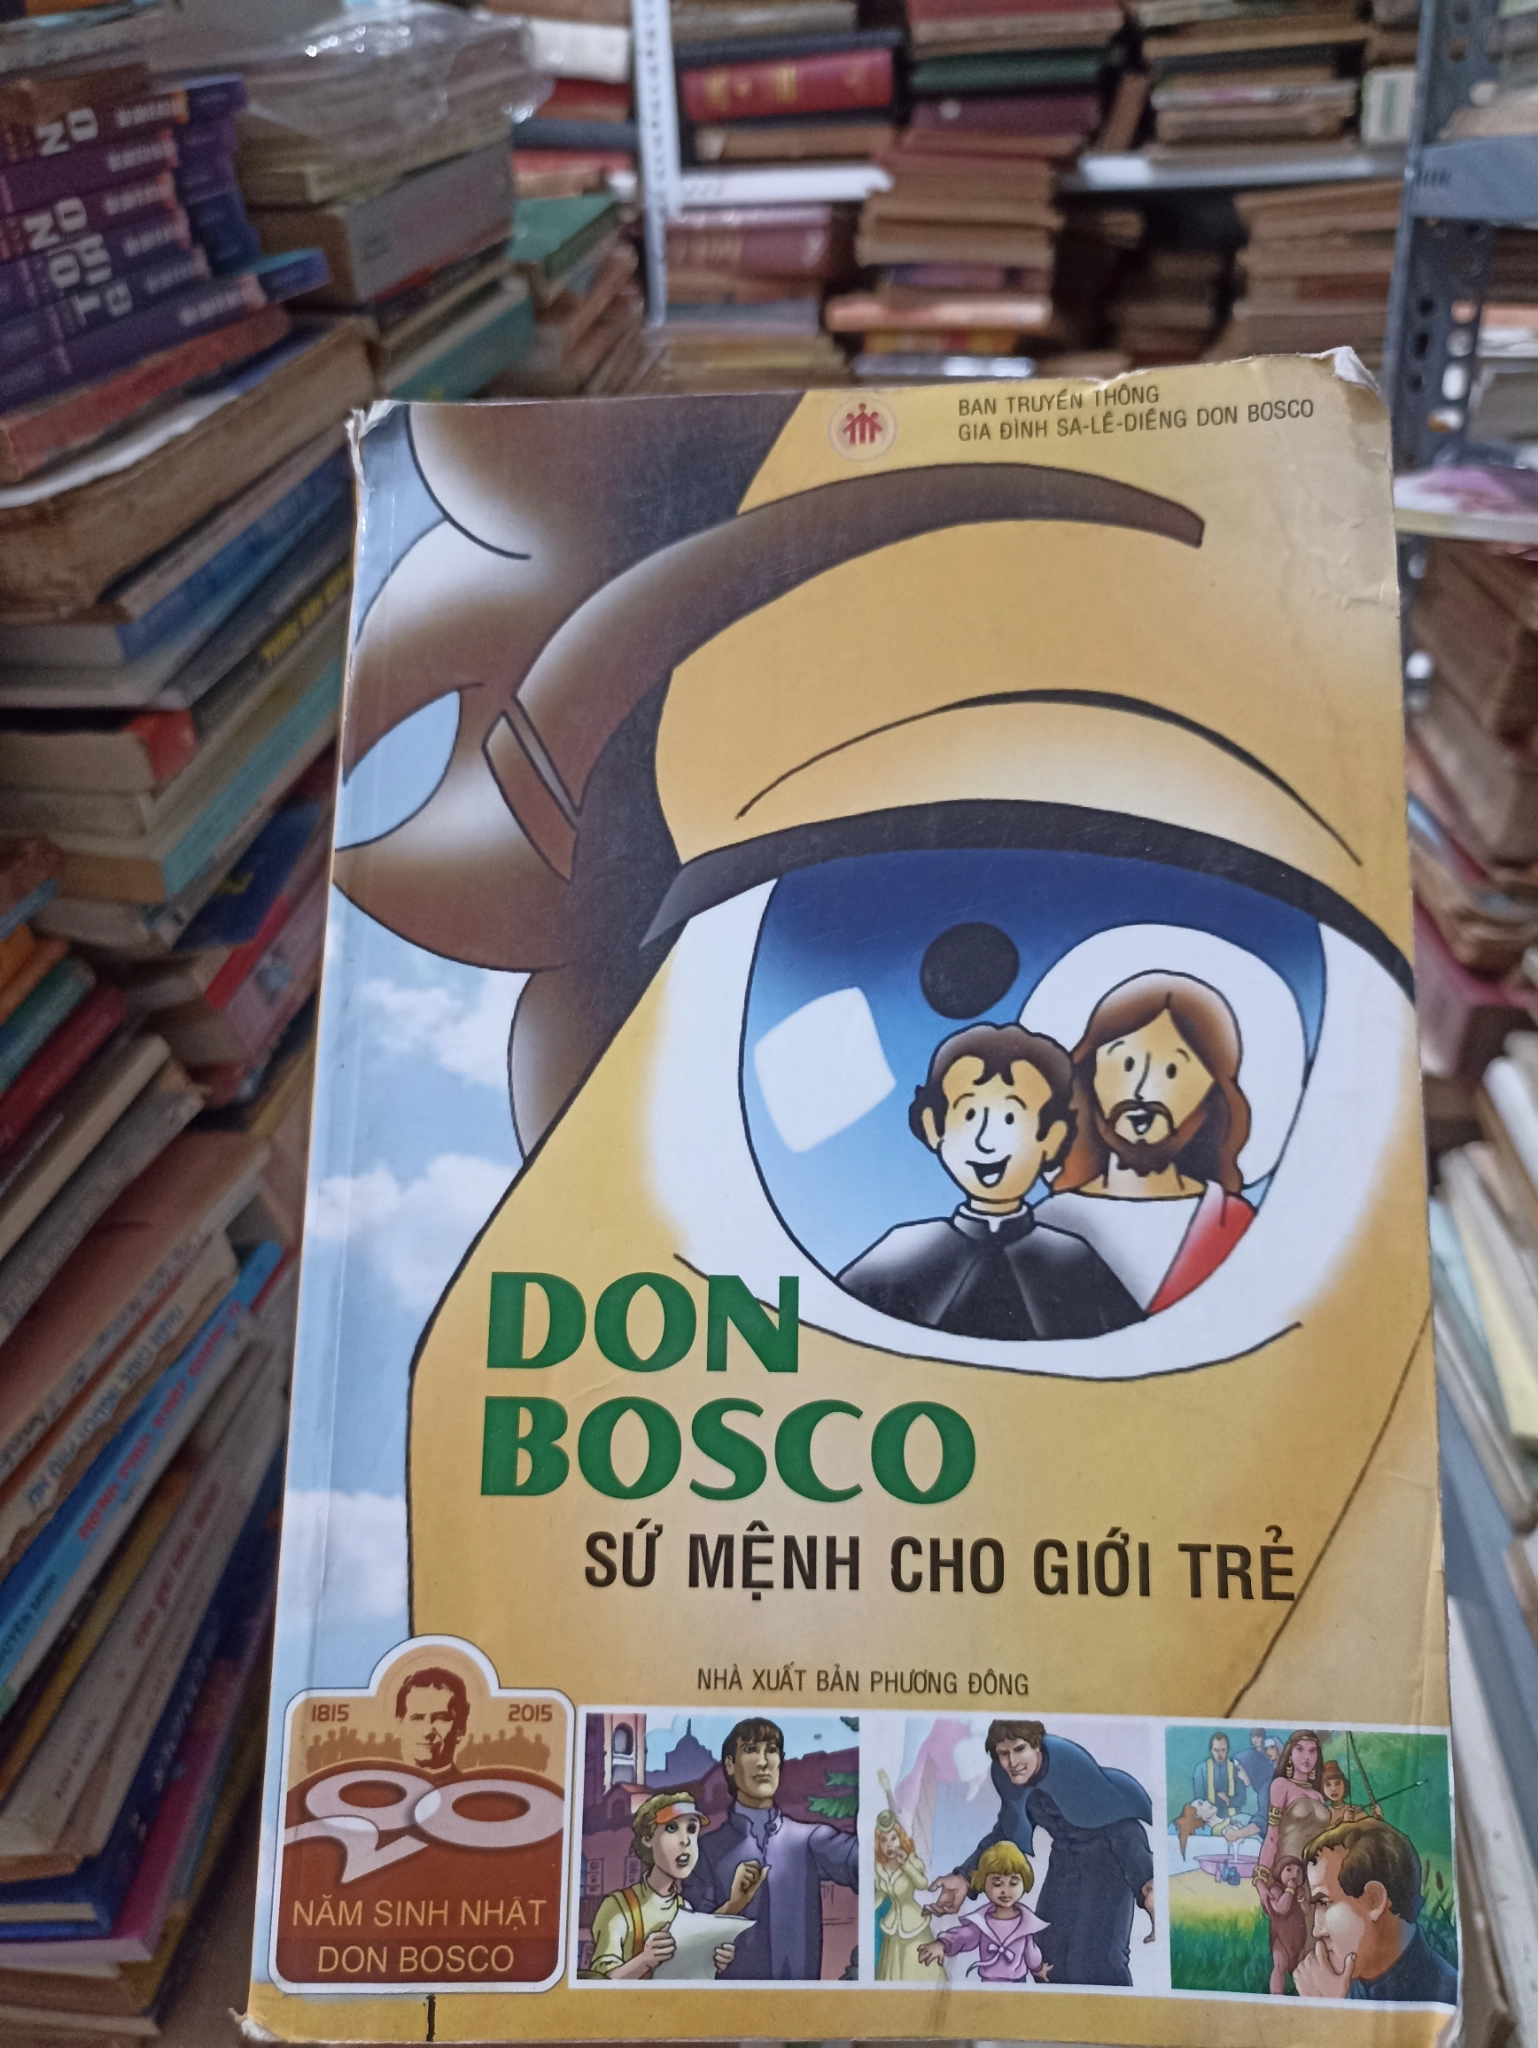 BAN TRUYỀN THÔNG
GIA ĐÌNH SA-LÊ-DIÊNG DON BOSCO
DON
BOSCO
SỨ MỆNH CHO GIỚI TRẺ
NHÀ XUẤT BẢN PHƯƠNG ĐÔNG
1815 2015
200
NĂM SINH NHẬT
DON BOSCO